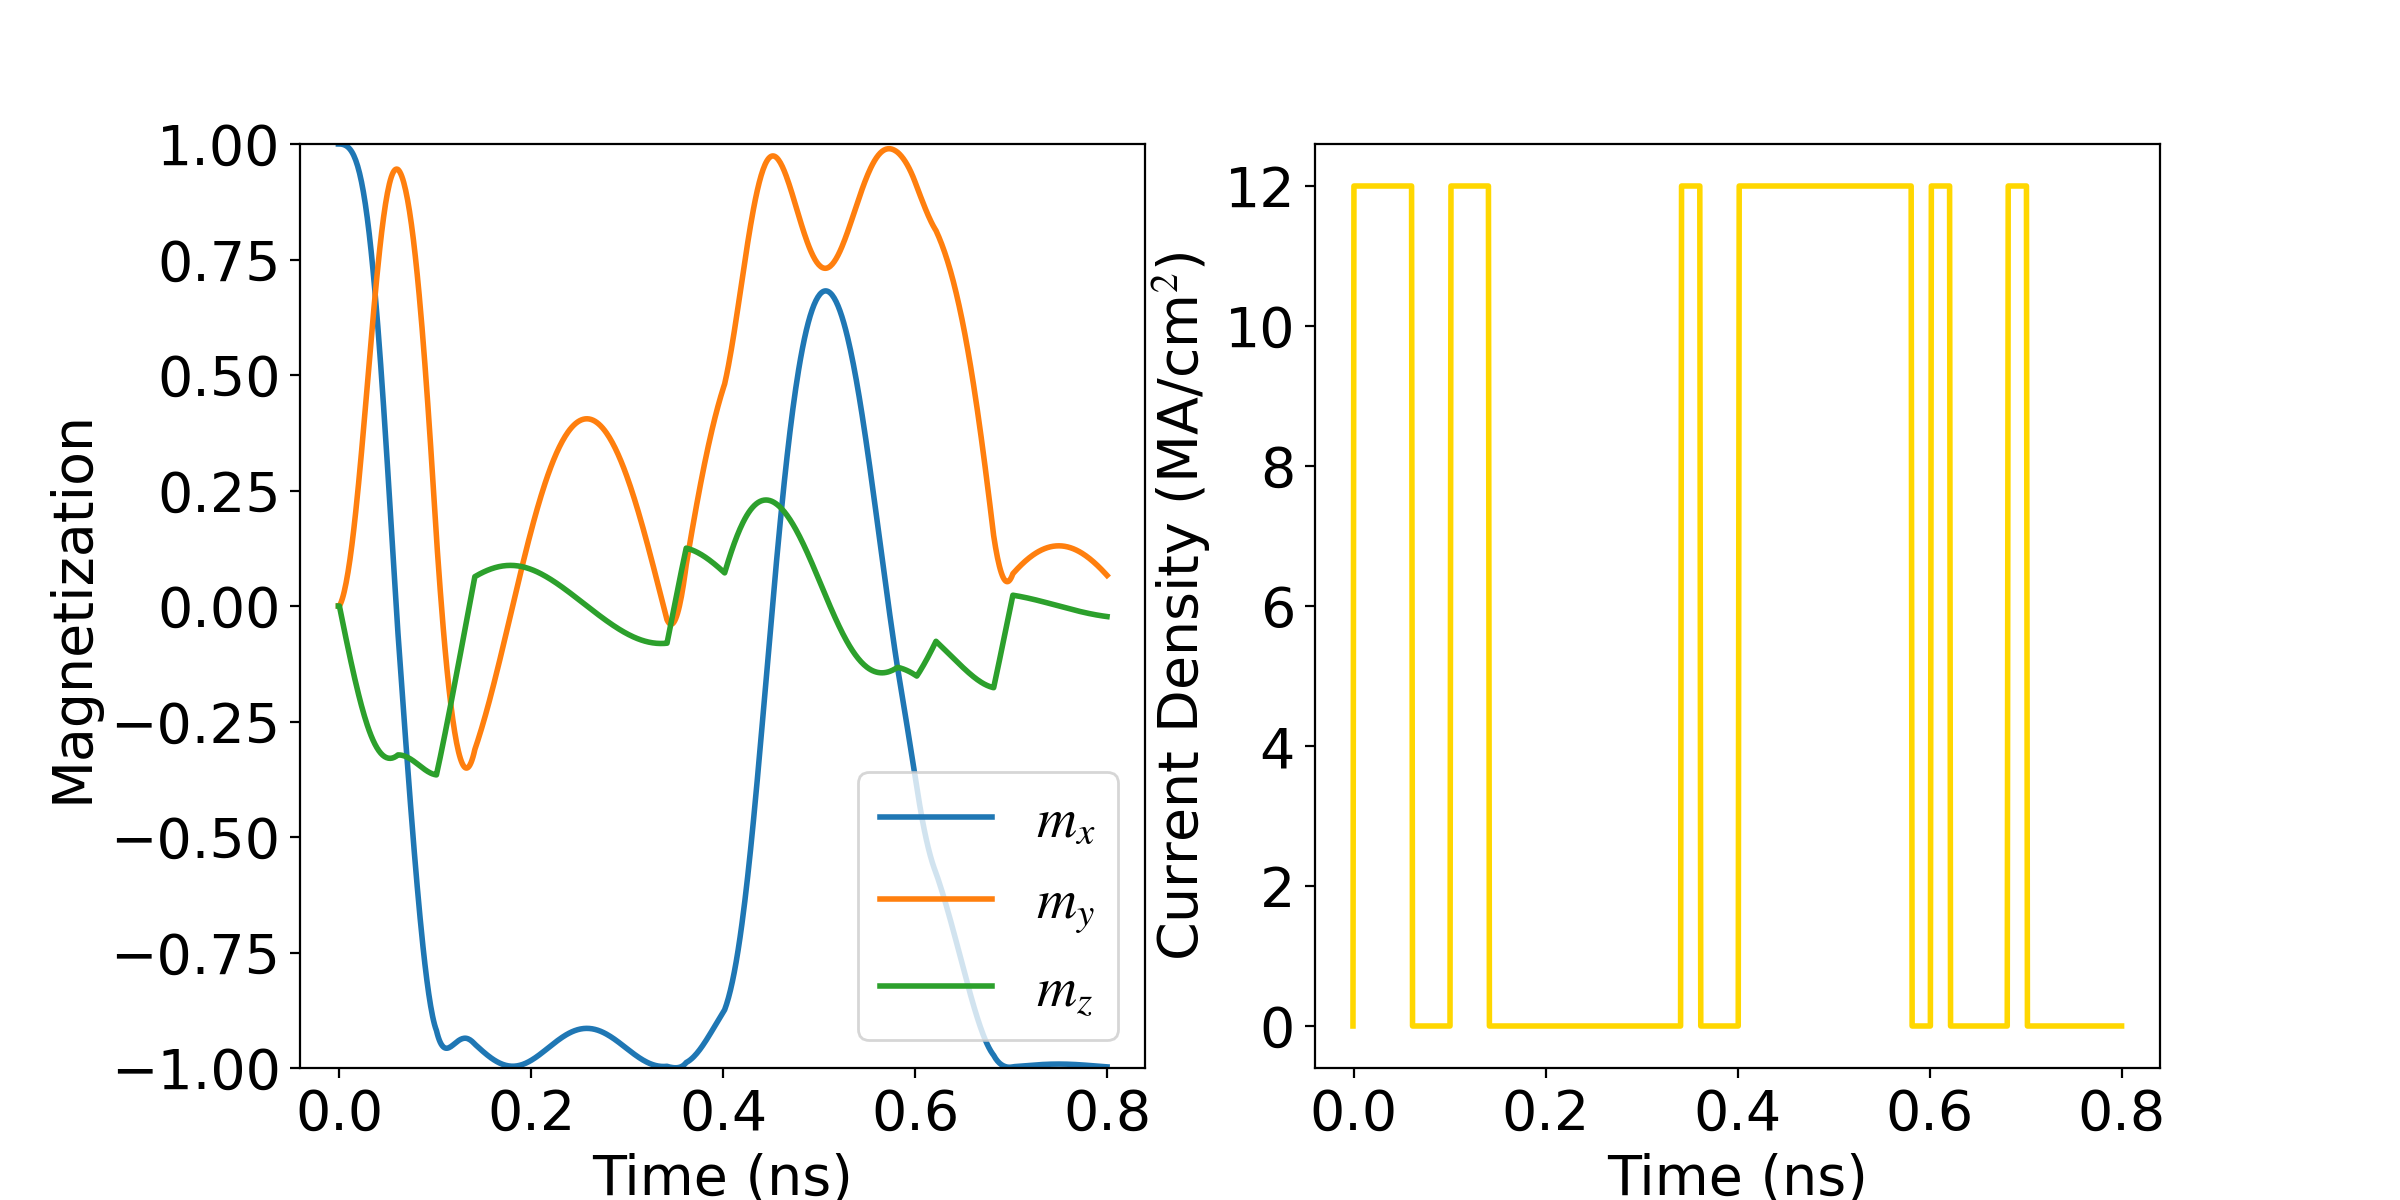 1.00
0.75
0.50
0.25
0.00
−0.25
−0.50
−0.75
−1.00
Magnetization
0.0 0.2 0.4 0.6 0.8
Time (ns)
m_x
m_y
m_z
12
10
8
6
4
2
0
Current Density (MA/cm²)
0.0 0.2 0.4 0.6 0.8
Time (ns)